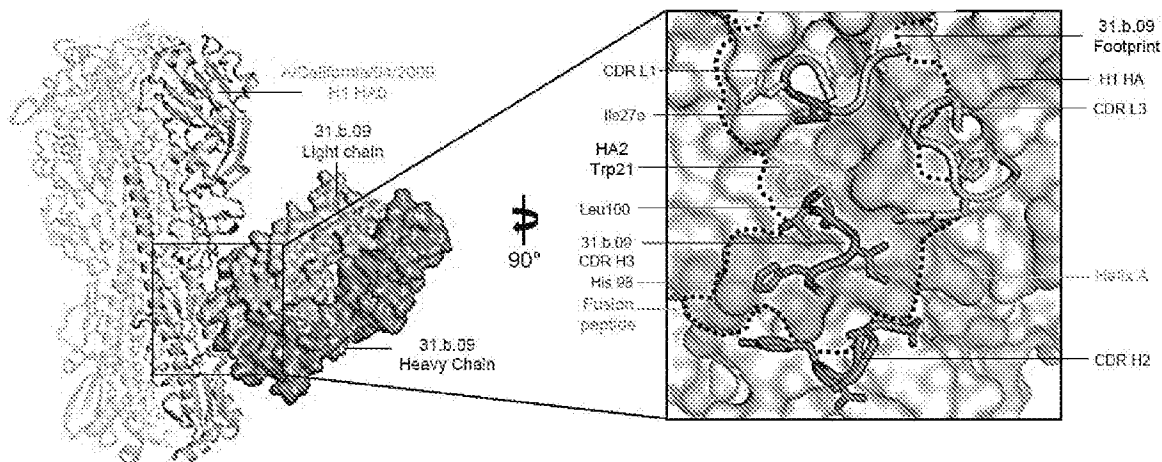 A/California/04/2009
H1 HA0
31.b.09
Light chain
31.b.09
Heavy Chain
90°
CDR L1
Ile27e
HA2
Trp21
Leu100
31.b.09
CDR H3
His 98
Fusion
peptide
31.b.09
Footprint
H1 HA
CDR L3
Helix A
CDR H2